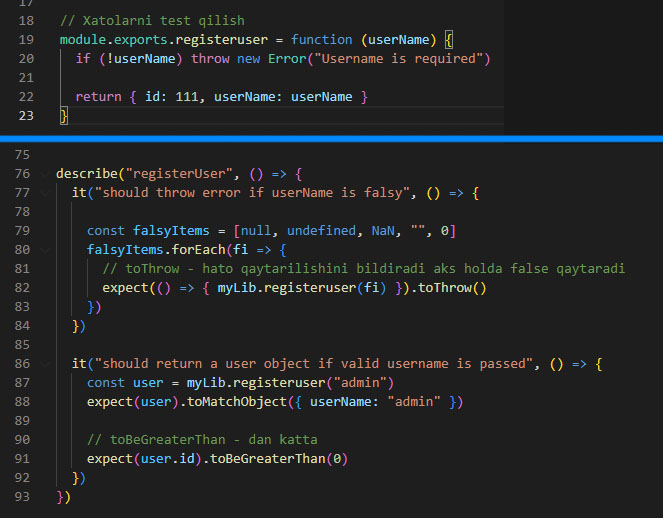 17
18 // Xatolarni test qilish
19 module.exports.registeruser = function (userName) {
20 if (!userName) throw new Error("Username is required")
21
22 return { id: 111, userName: userName }
23 }
75
76 describe("registerUser", () => {
77 it("should throw error if userName is falsy", () => {
78
79 const falsyItems = [null, undefined, NaN, "", 0]
80 falsyItems.forEach(fi => {
81 // toThrow - hato qaytarilishini bildiradi aks holda false qaytaradi
82 expect(() => { myLib.registeruser(fi) }).toThrow()
83 })
84 })
85
86 it("should return a user object if valid username is passed", () => {
87 const user = myLib.registeruser("admin")
88 expect(user).toMatchObject({ userName: "admin" })
89
90 // toBeGreaterThan - dan katta
91 expect(user.id).toBeGreaterThan(0)
92 })
93 })